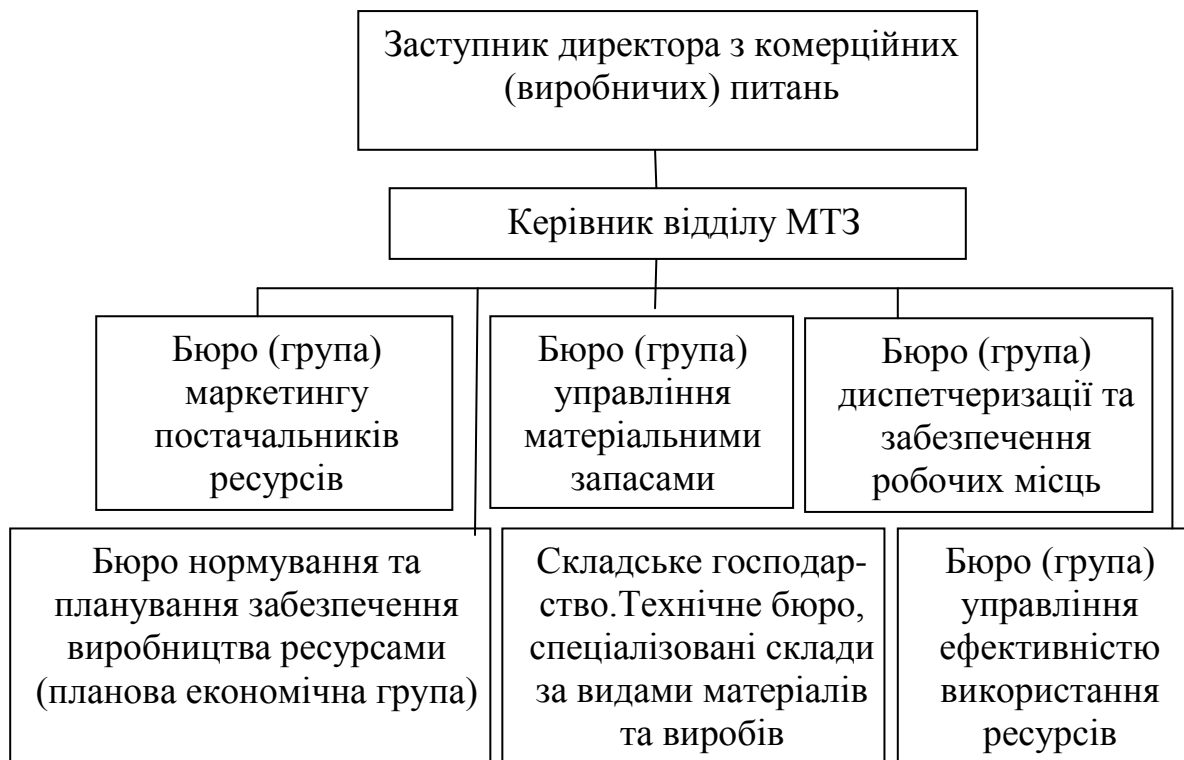 Заступник директора з комерційних
(виробничих) питань
Керівник відділу МТЗ
Бюро (група)
маркетингу
постачальників
ресурсів
Бюро (група)
управління
матеріальними
запасами
Бюро (група)
диспетчеризації та
забезпечення
робочих місць
Бюро нормування та
планування забезпечення
виробництва ресурсами
(планова економічна група)
Складське господар-
ство.Технічне бюро,
спеціалізовані склади
за видами матеріалів
та виробів
Бюро (група)
управління
ефективністю
використання
ресурсів